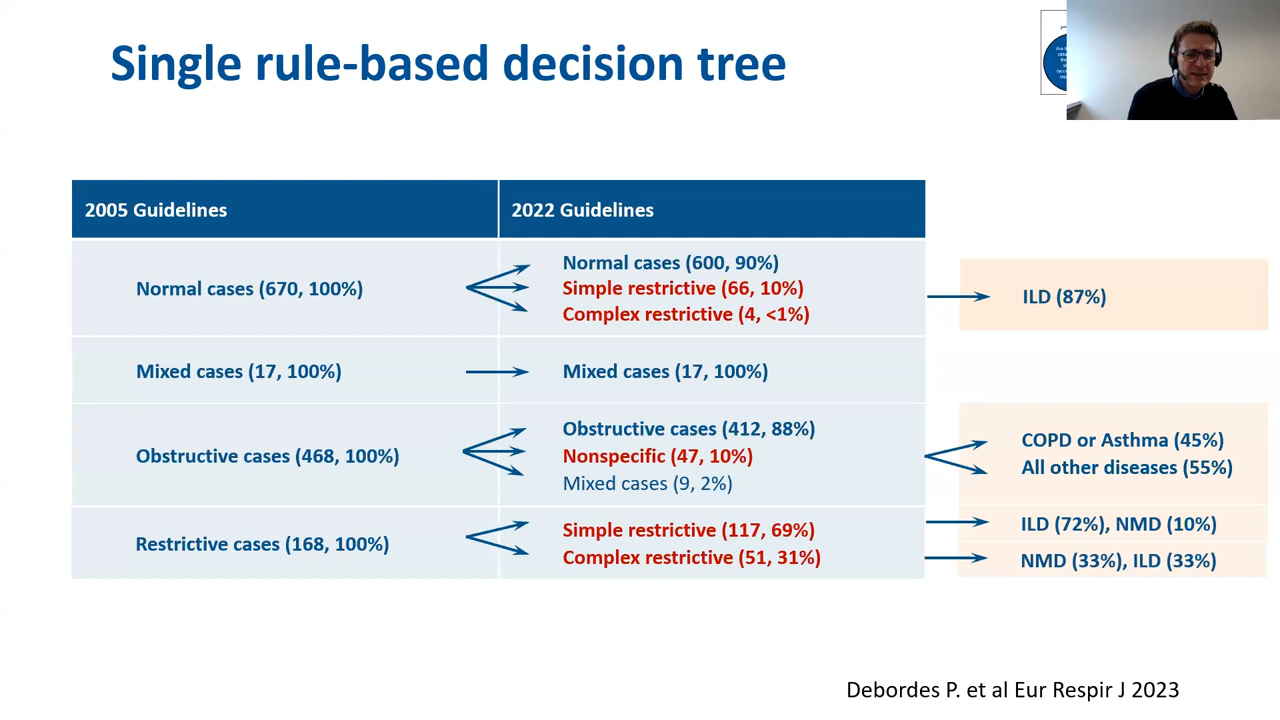 Single rule-based decision tree
2005 Guidelines
2022 Guidelines
Normal cases (670, 100%)
Normal cases (600, 90%)
Simple restrictive (66, 10%)
Complex restrictive (4, <1%)
ILD (87%)
Mixed cases (17, 100%)
Mixed cases (17, 100%)
Obstructive cases (468, 100%)
Obstructive cases (412, 88%)
Nonspecific (47, 10%)
Mixed cases (9, 2%)
COPD or Asthma (45%)
All other diseases (55%)
Restrictive cases (168, 100%)
Simple restrictive (117, 69%)
Complex restrictive (51, 31%)
ILD (72%), NMD (10%)
NMD (33%), ILD (33%)
Debordes P. et al Eur Respir J 2023